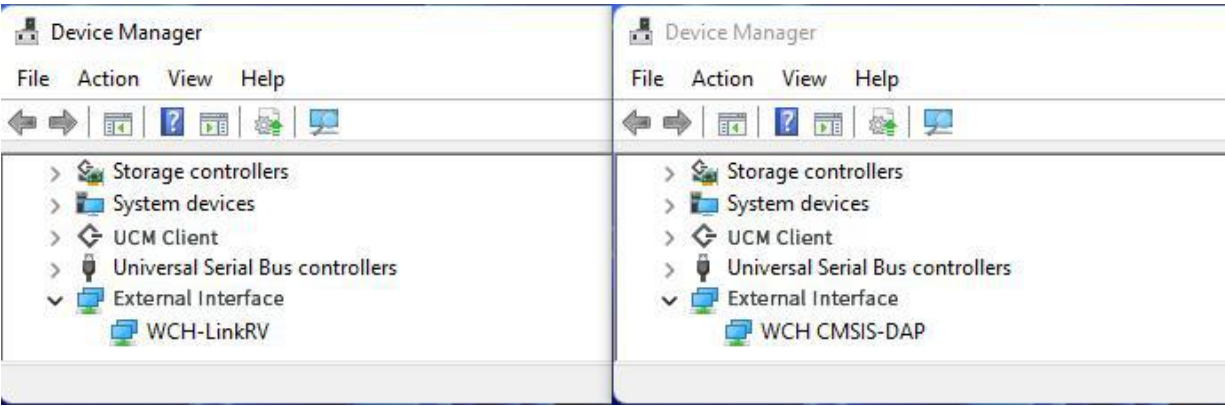 Device Manager
File Action View Help
Storage controllers
System devices
UCM Client
Universal Serial Bus controllers
External Interface
WCH-LinkRV
Device Manager
File Action View Help
Storage controllers
System devices
UCM Client
Universal Serial Bus controllers
External Interface
WCH CMSIS-DAP